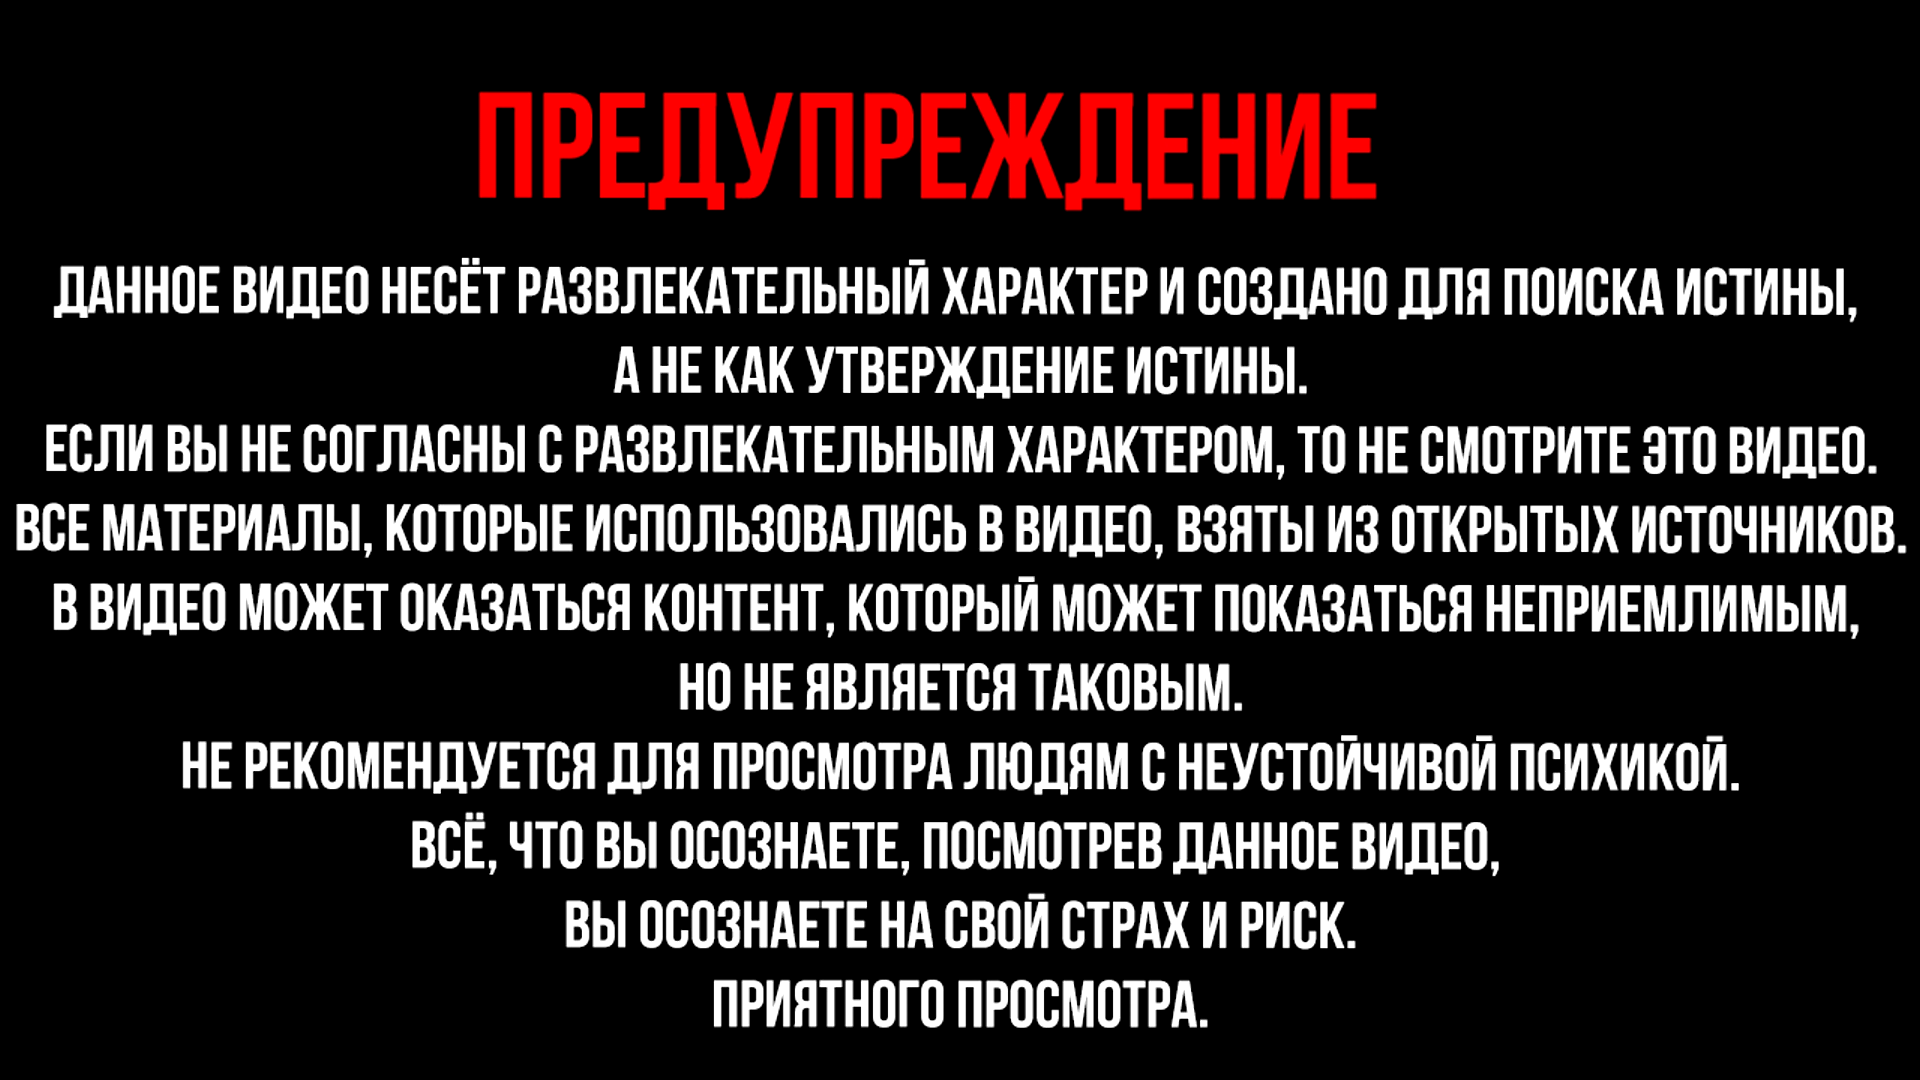 ПРЕДУПРЕЖДЕНИЕ
ДАННОЕ ВИДЕО НЕСЁТ РАЗВЛЕКАТЕЛЬНЫЙ ХАРАКТЕР И СОЗДАНО ДЛЯ ПОИСКА ИСТИНЫ,
А НЕ КАК УТВЕРЖДЕНИЕ ИСТИНЫ.
ЕСЛИ ВЫ НЕ СОГЛАСНЫ С РАЗВЛЕКАТЕЛЬНЫМ ХАРАКТЕРОМ, ТО НЕ СМОТРИТЕ ЭТО ВИДЕО.
ВСЕ МАТЕРИАЛЫ, КОТОРЫЕ ИСПОЛЬЗОВАЛИСЬ В ВИДЕО, ВЗЯТЫ ИЗ ОТКРЫТЫХ ИСТОЧНИКОВ.
В ВИДЕО МОЖЕТ ОКАЗАТЬСЯ КОНТЕНТ, КОТОРЫЙ МОЖЕТ ПОКАЗАТЬСЯ НЕПРИЕМЛИМЫМ,
НО НЕ ЯВЛЯЕТСЯ ТАКОВЫМ.
НЕ РЕКОМЕНДУЕТСЯ ДЛЯ ПРОСМОТРА ЛЮДЯМ С НЕУСТОЙЧИВОЙ ПСИХИКОЙ.
ВСЁ, ЧТО ВЫ ОСОЗНАЕТЕ, ПОСМОТРЕВ ДАННОЕ ВИДЕО,
ВЫ ОСОЗНАЕТЕ НА СВОЙ СТРАХ И РИСК.
ПРИЯТНОГО ПРОСМОТРА.